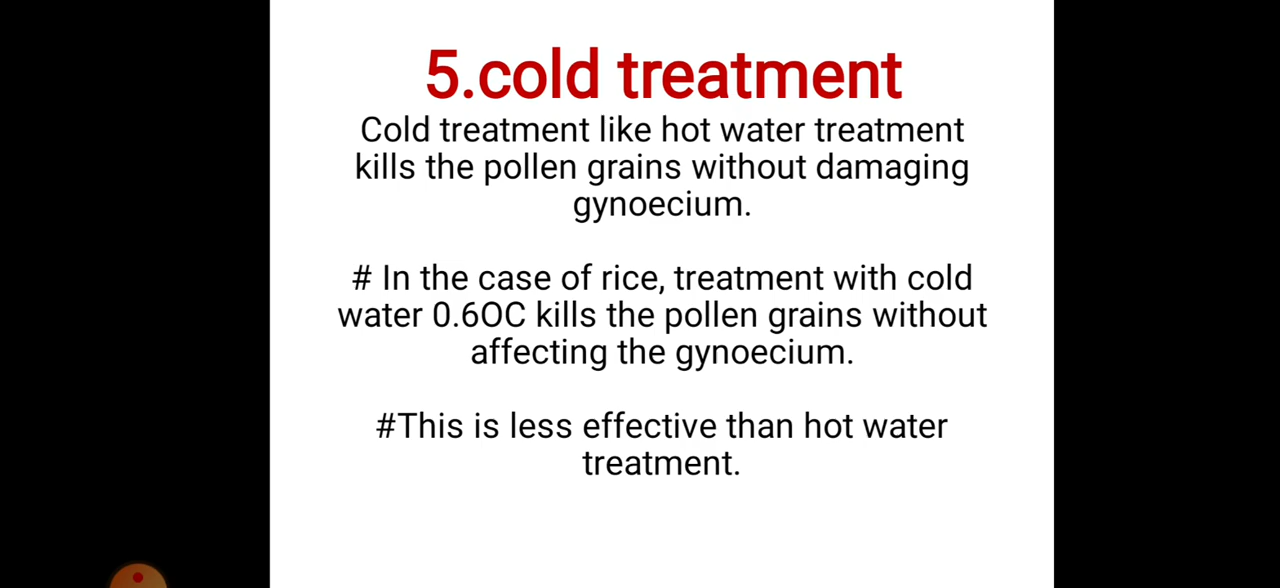 5.cold treatment
Cold treatment like hot water treatment
kills the pollen grains without damaging
gynoecium.
# In the case of rice, treatment with cold
water 0.6OC kills the pollen grains without
affecting the gynoecium.
#This is less effective than hot water
treatment.